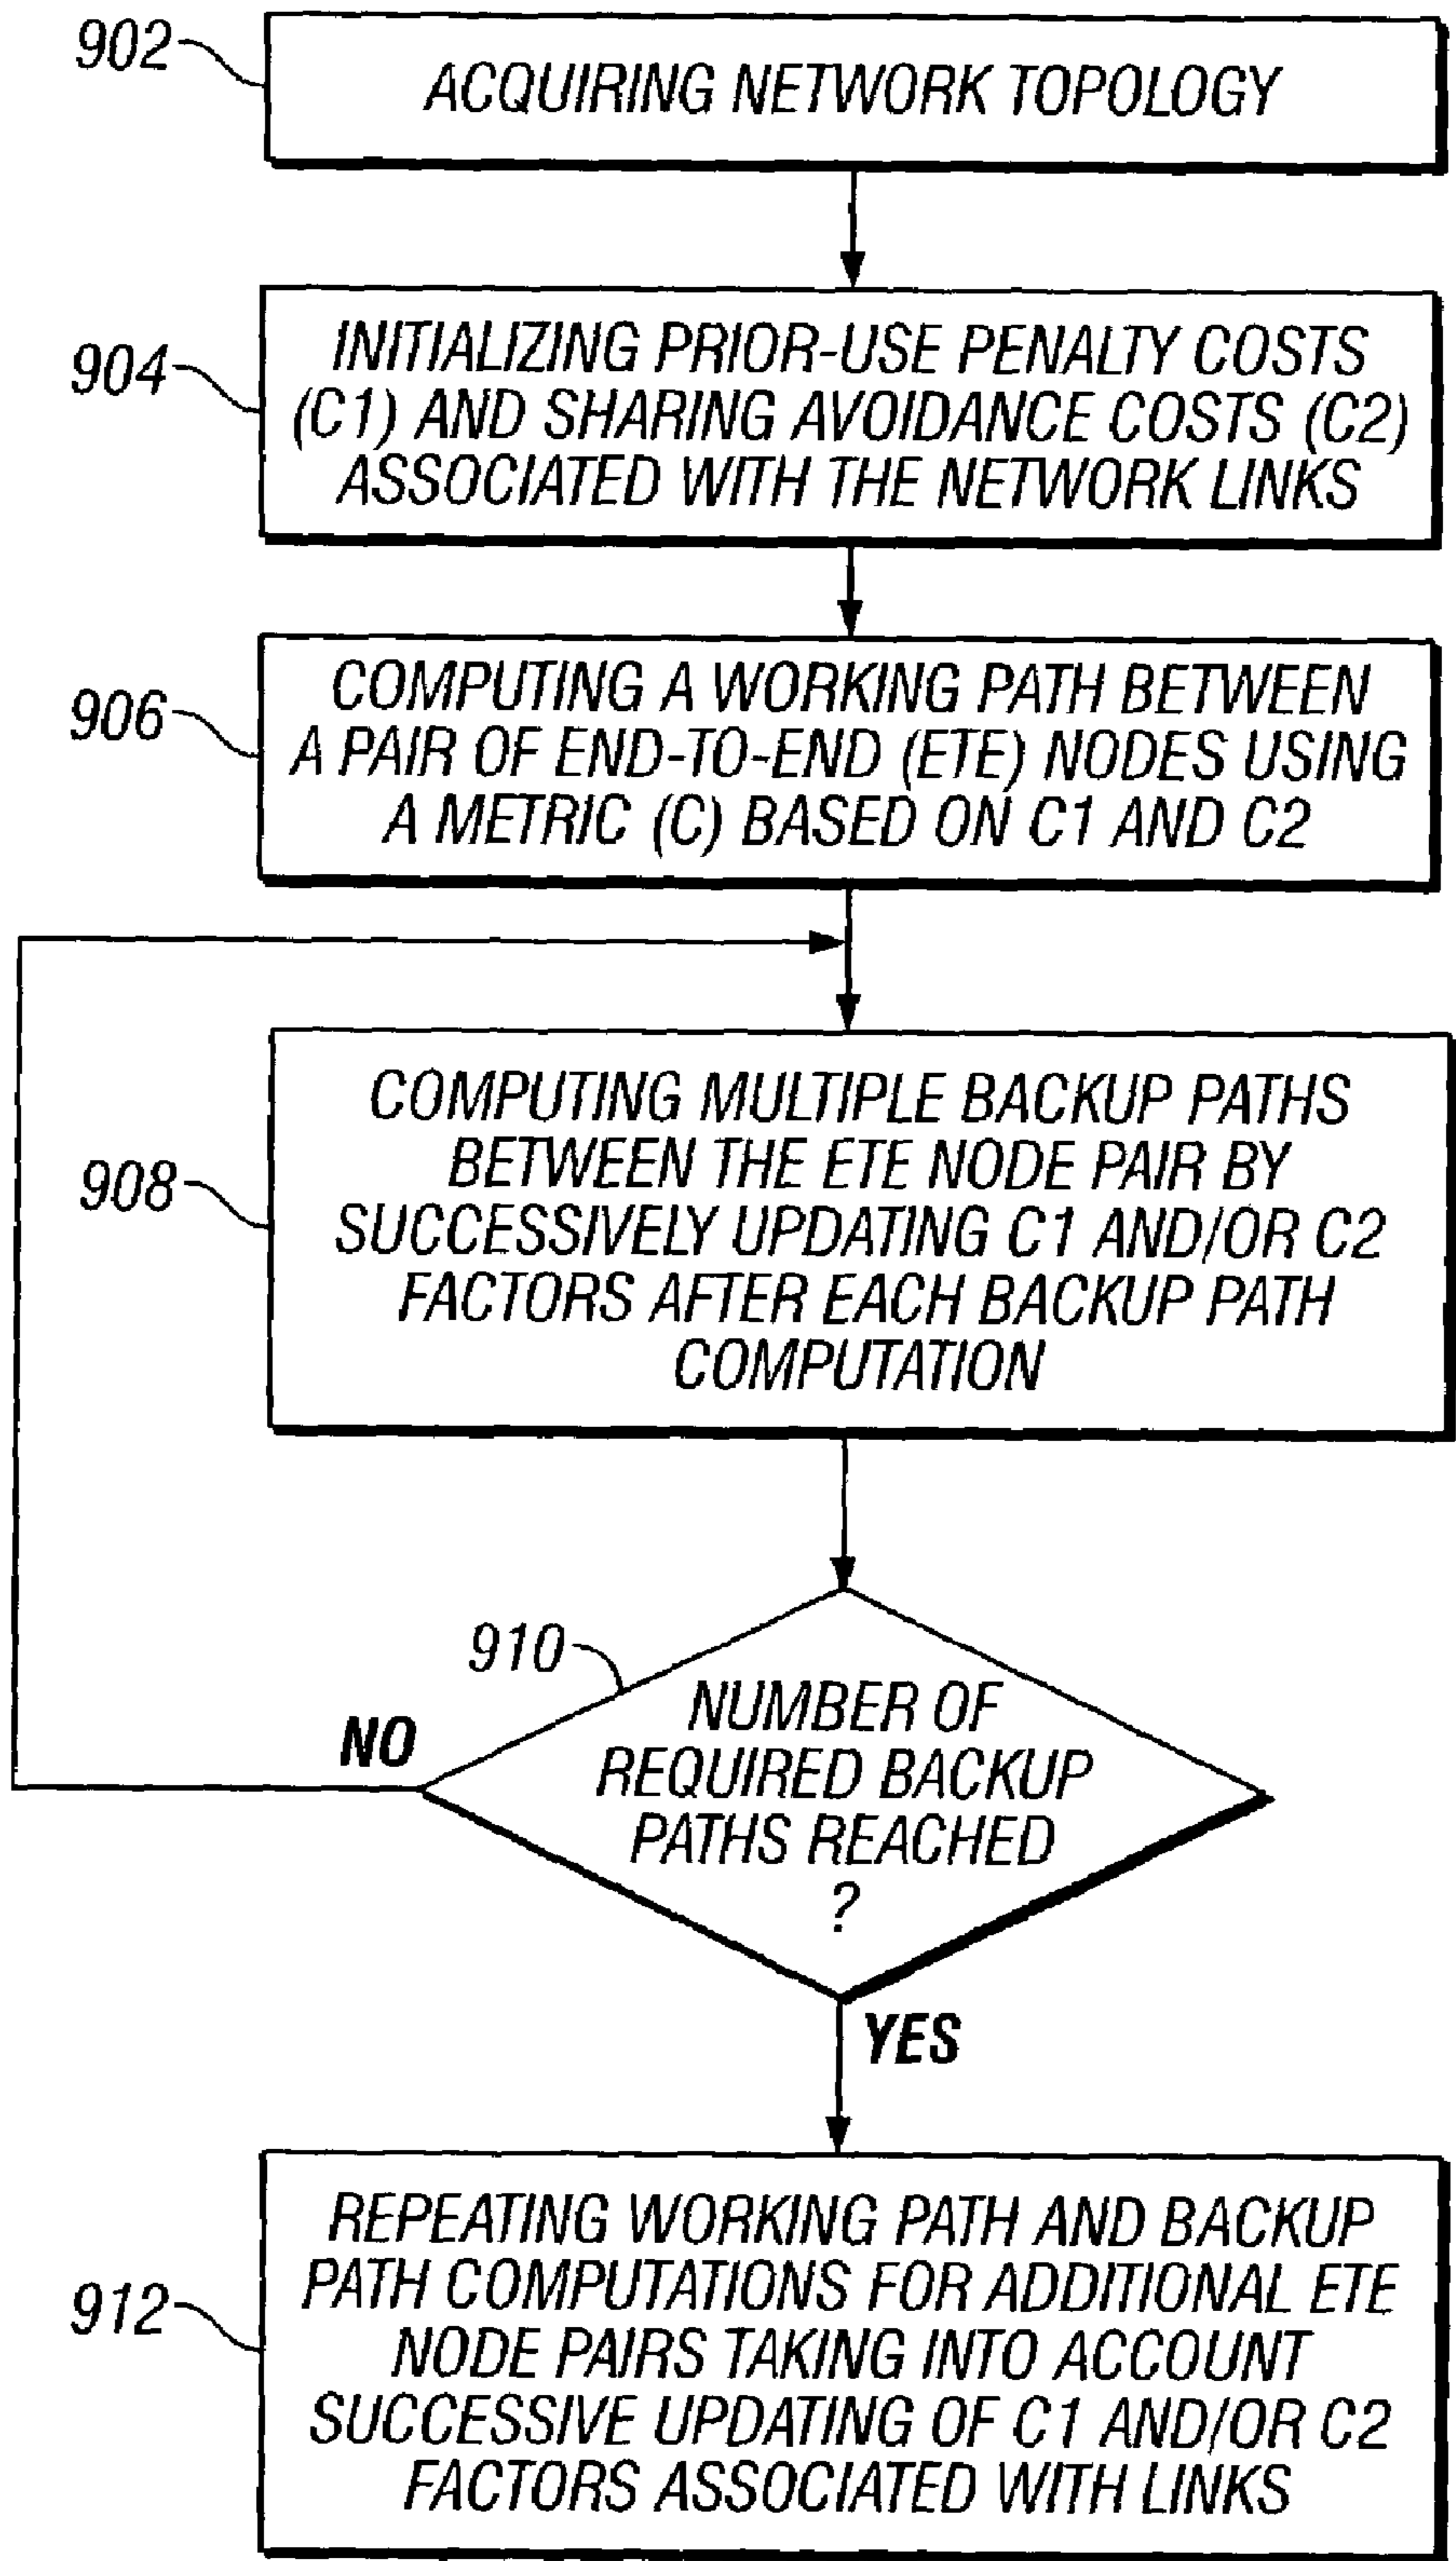 902
ACQUIRING NETWORK TOPOLOGY
904
INITIALIZING PRIOR-USE PENALTY COSTS
(C1) AND SHARING AVOIDANCE COSTS (C2)
ASSOCIATED WITH THE NETWORK LINKS
906
COMPUTING A WORKING PATH BETWEEN
A PAIR OF END-TO-END (ETE) NODES USING
A METRIC (C) BASED ON C1 AND C2
908
COMPUTING MULTIPLE BACKUP PATHS
BETWEEN THE ETE NODE PAIR BY
SUCCESSIVELY UPDATING C1 AND/OR C2
FACTORS AFTER EACH BACKUP PATH
COMPUTATION
910
NUMBER OF
REQUIRED BACKUP
PATHS REACHED
?
NO
YES
912
REPEATING WORKING PATH AND BACKUP
PATH COMPUTATIONS FOR ADDITIONAL ETE
NODE PAIRS TAKING INTO ACCOUNT
SUCCESSIVE UPDATING OF C1 AND/OR C2
FACTORS ASSOCIATED WITH LINKS